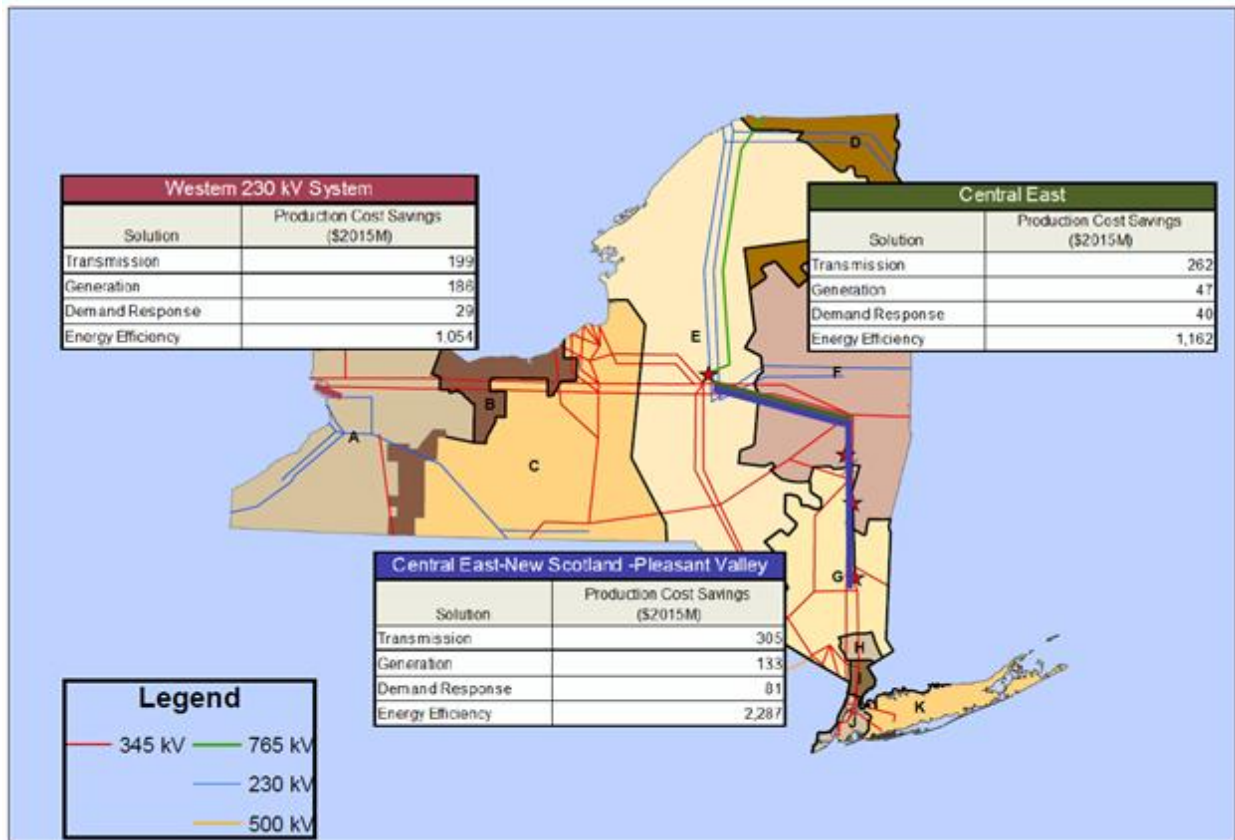 D
Western 230 kV System
Solution Production Cost Savings ($2015M)
Transmission 199
Generation 186
Demand Response 29
Energy Efficiency 1,054
Central East
Solution Production Cost Savings ($2015M)
Transmission 262
Generation 47
Demand Response 40
Energy Efficiency 1,162
E
F
B
A
C
G
Central East-New Scotland -Pleasant Valley
Solution Production Cost Savings ($2015M)
Transmission 305
Generation 133
Demand Response 81
Energy Efficiency 2,287
H
K
J
Legend
345 kV 765 kV
230 kV
500 kV